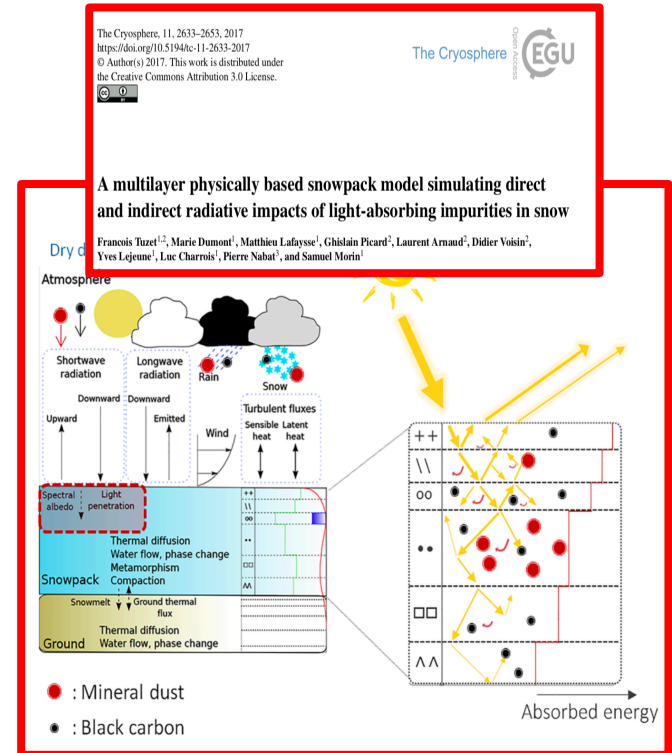 The Cryosphere, 11, 2633–2653, 2017
https://doi.org/10.5194/tc-11-2633-2017
© Author(s) 2017. This work is distributed under
the Creative Commons Attribution 3.0 License.
cc BY
The Cryosphere
Open Access
EGU
A multilayer physically based snowpack model simulating direct
and indirect radiative impacts of light-absorbing impurities in snow
Francois Tuzet1,2, Marie Dumont1, Matthieu Lafaysse1, Ghislain Picard2, Laurent Arnaud2, Didier Voisin2,
Yves Lejeune1, Luc Charrois1, Pierre Nabat3, and Samuel Morin1
Dry d
Atmosphere
Shortwave
radiation
Longwave
radiation
Rain
Snow
Downward
Downward
Upward
Emitted
Wind
Turbulent fluxes
Sensible
heat
Latent
heat
Spectral
albedo
Light
penetration
Thermal diffusion
Water flow, phase change
Metamorphism
Compaction
Snowpack
Snowmelt
Ground thermal
flux
Thermal diffusion
Water flow, phase change
Ground
: Mineral dust
: Black carbon
Absorbed energy